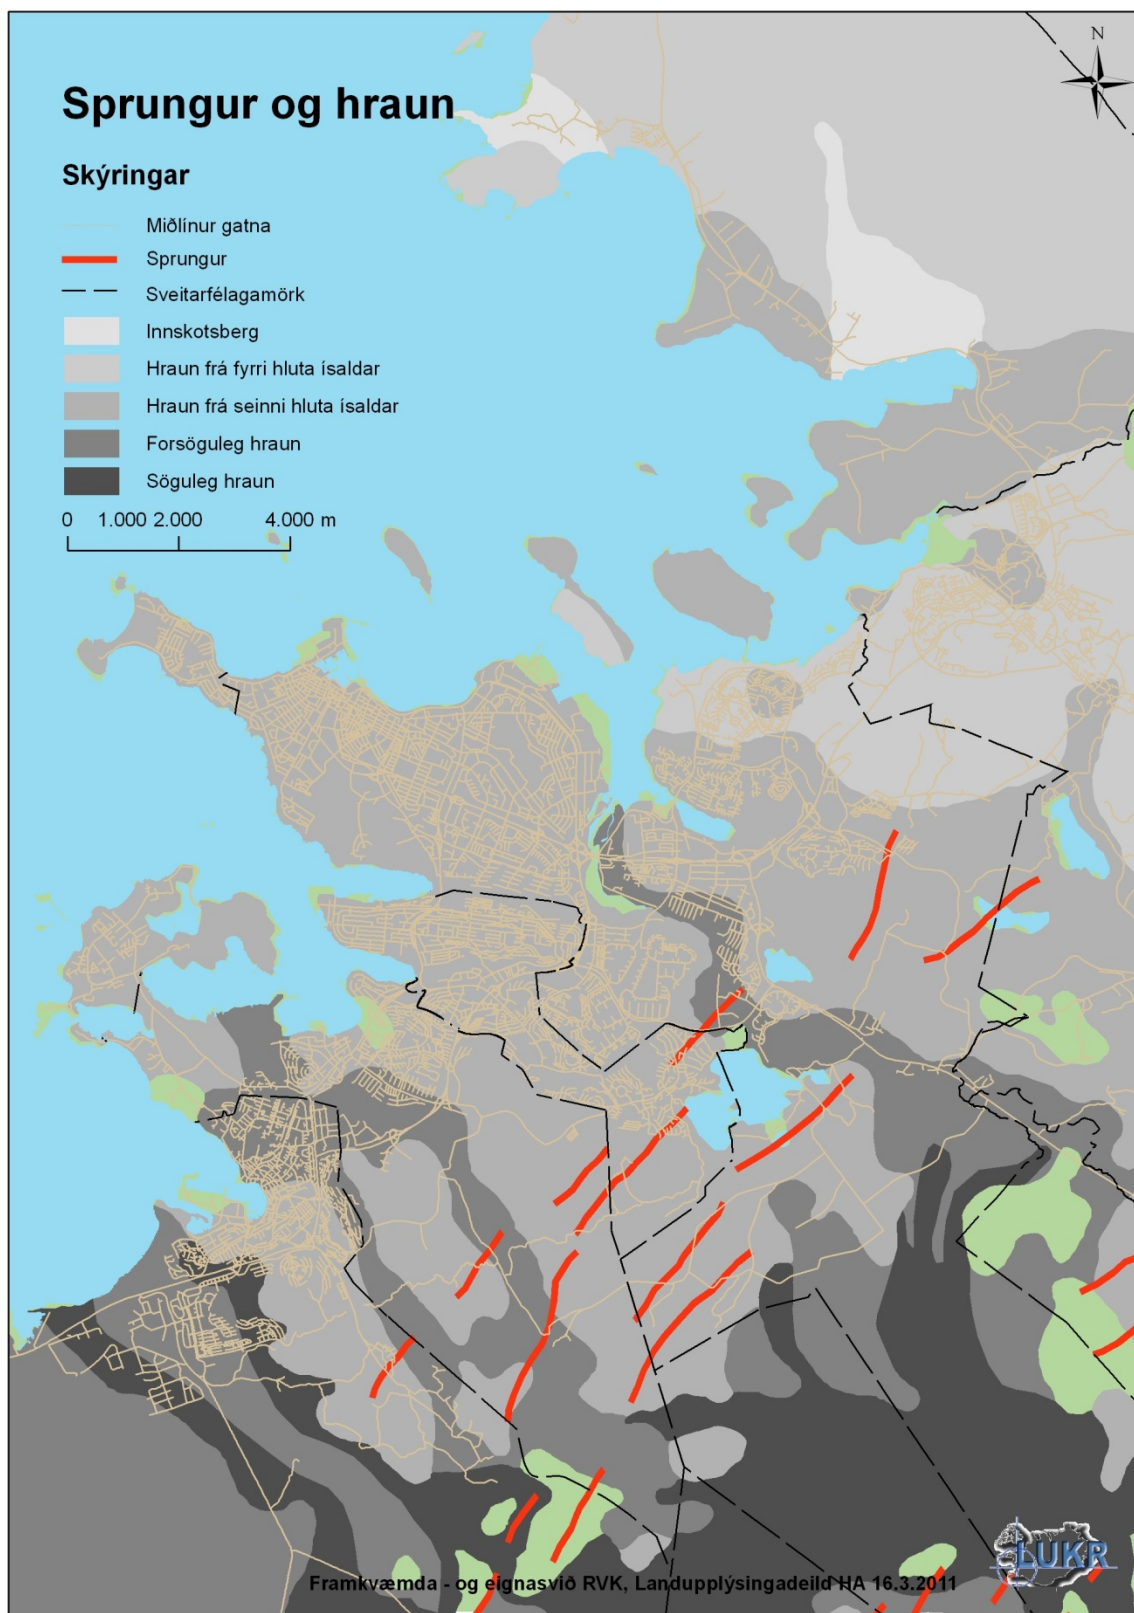 N
Sprungur og hraun
Skýringar
Miðlínur gatna
Sprungur
Sveitarfélagamörk
Innskotsberg
Hraun frá fyrri hluta ísaldar
Hraun frá seinni hluta ísaldar
Forsöguleg hraun
Söguleg hraun
0 1.000 2.000 4.000 m
LUKR
Framkvæmda - og eignasvið RVK, Landupplýsingadeild HA 16.3.2011